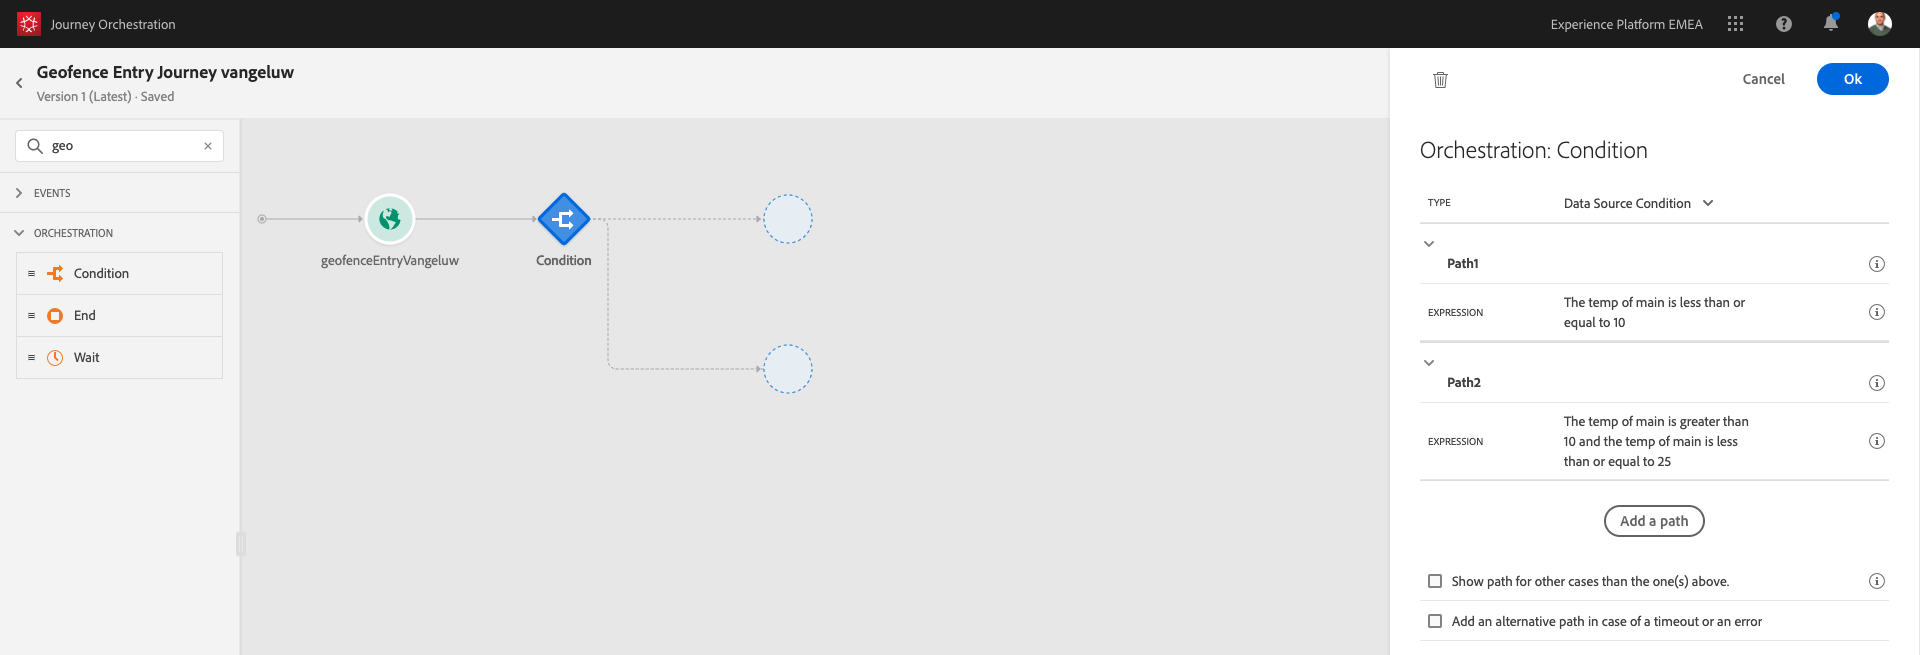 Journey Orchestration
Experience Platform EMEA
Geofence Entry Journey vangeluw
Version 1 (Latest) · Saved
Cancel
Ok
geo
EVENTS
ORCHESTRATION
Condition
End
Wait
geofenceEntryVangeluw
Condition
Orchestration: Condition
TYPE
Data Source Condition
Path1
EXPRESSION
The temp of main is less than or
equal to 10
Path2
EXPRESSION
The temp of main is greater than
10 and the temp of main is less
than or equal to 25
Add a path
Show path for other cases than the one(s) above.
Add an alternative path in case of a timeout or an error